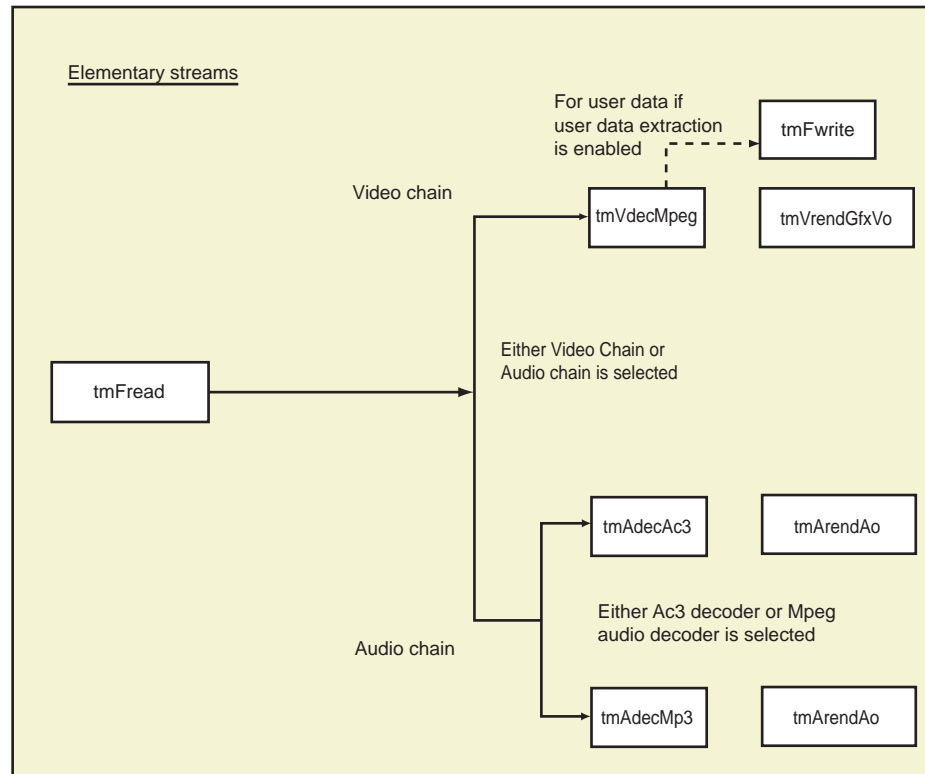 Elementary streams
For user data if
user data extraction
is enabled
tmFwrite
Video chain
tmVdecMpeg
tmVrendGfxVo
Either Video Chain or
Audio chain is selected
tmFread
tmAdecAc3
tmArendAo
Either Ac3 decoder or Mpeg
audio decoder is selected
Audio chain
tmAdecMp3
tmArendAo